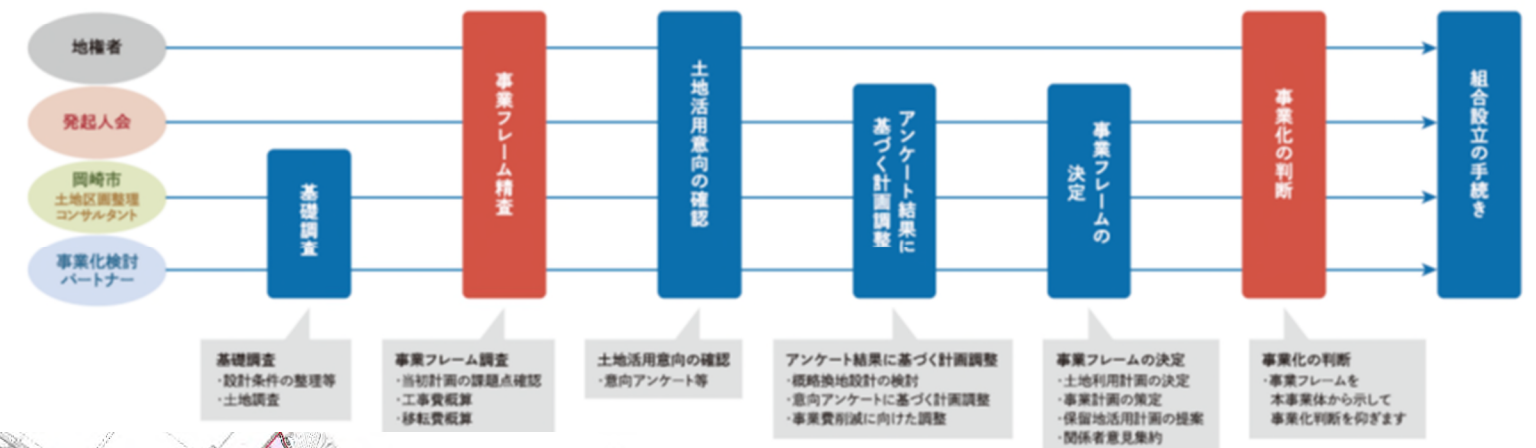 地権者
発起人会
岡崎市
土地区画整理
コンサルタント
事業化検討
パートナー
基礎調査
事業フレーム精査
土地活用意向の確認
アンケート結果に
基づく計画調整
事業フレームの
決定
事業化の判断
組合設立の手続き
基礎調査
・設計条件の整理等
・土地調査
事業フレーム調査
・当初計画の課題点確認
・工事費概算
・移転費概算
土地活用意向の確認
・意向アンケート等
アンケート結果に基づく計画調整
・概略換地設計の検討
・意向アンケートに基づく計画調整
・事業費削減に向けた調整
事業フレームの決定
・土地利用計画の決定
・事業計画の策定
・保留地活用計画の提案
・関係者意見集約
事業化の判断
・事業フレームを
本事業体から示して
事業化判断を仰ぎます